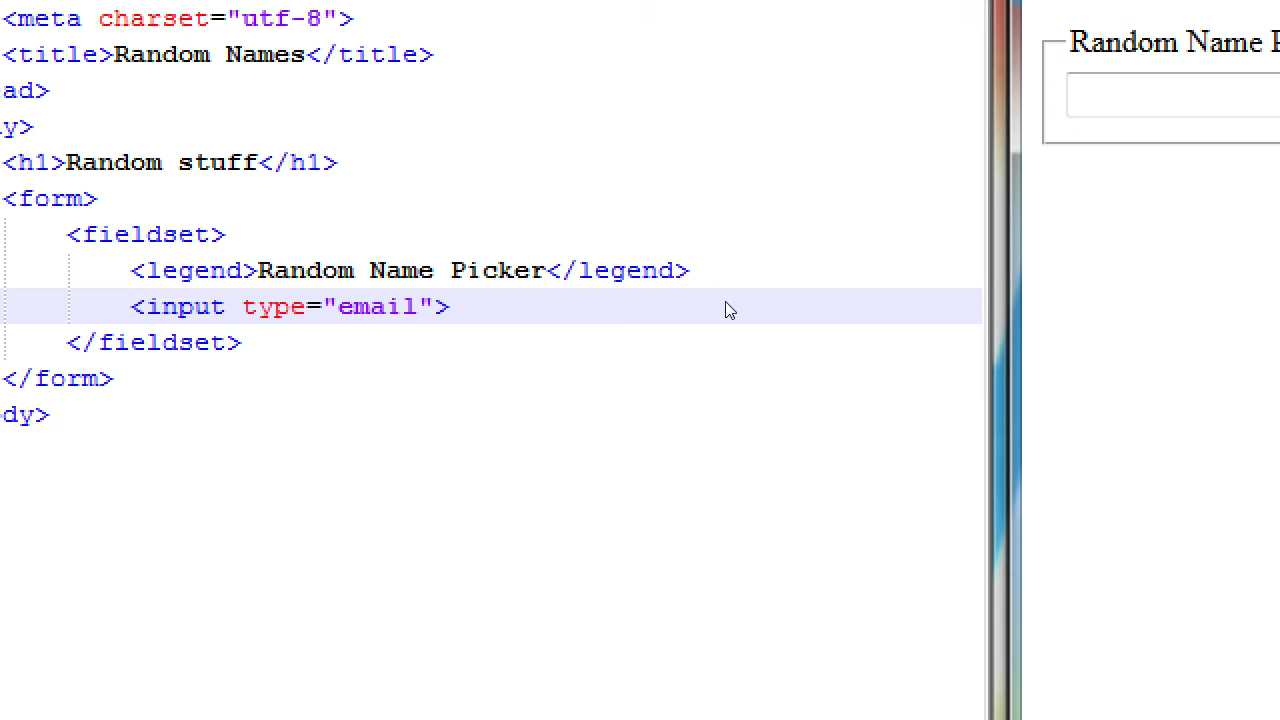 <meta charset="utf-8">
<title>Random Names</title>
ad>
y>
<h1>Random stuff</h1>
<form>
<fieldset>
<legend>Random Name Picker</legend>
<input type="email">
</fieldset>
</form>
dy>
Random Name P